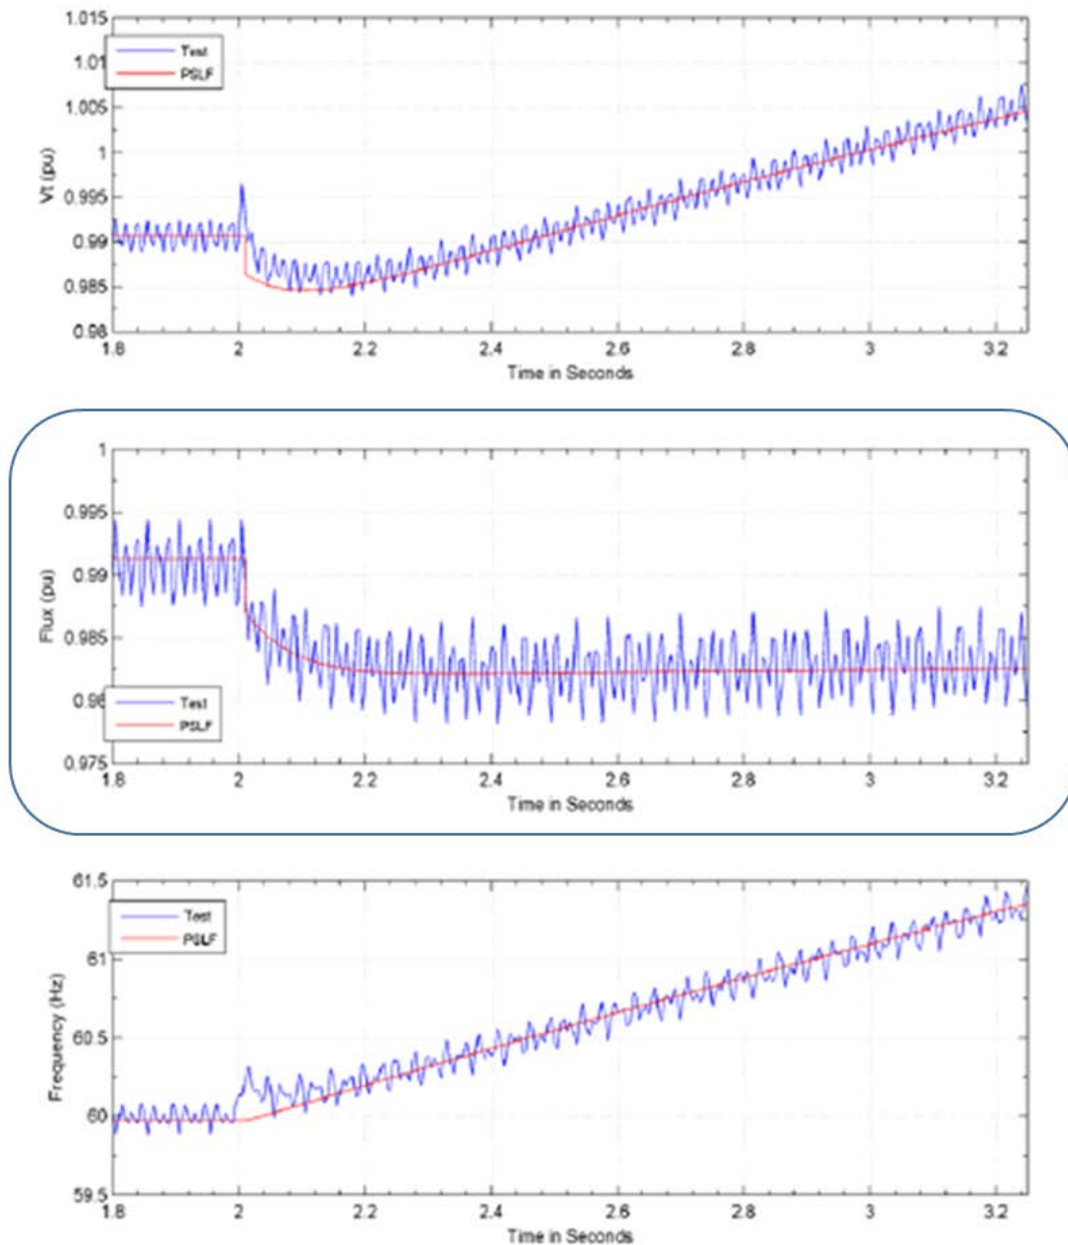 1.015
1.01
1.005
1
0.995
0.99
0.985
0.98
Vt (pu)
Test
PSLF
1.8 2 2.2 2.4 2.6 2.8 3 3.2
Time in Seconds
1
0.995
0.99
0.985
0.98
0.975
Flux (pu)
Test
PSLF
1.8 2 2.2 2.4 2.6 2.8 3 3.2
Time in Seconds
61.5
61
60.5
60
59.5
Frequency (Hz)
Test
PSLF
1.8 2 2.2 2.4 2.6 2.8 3 3.2
Time in Seconds